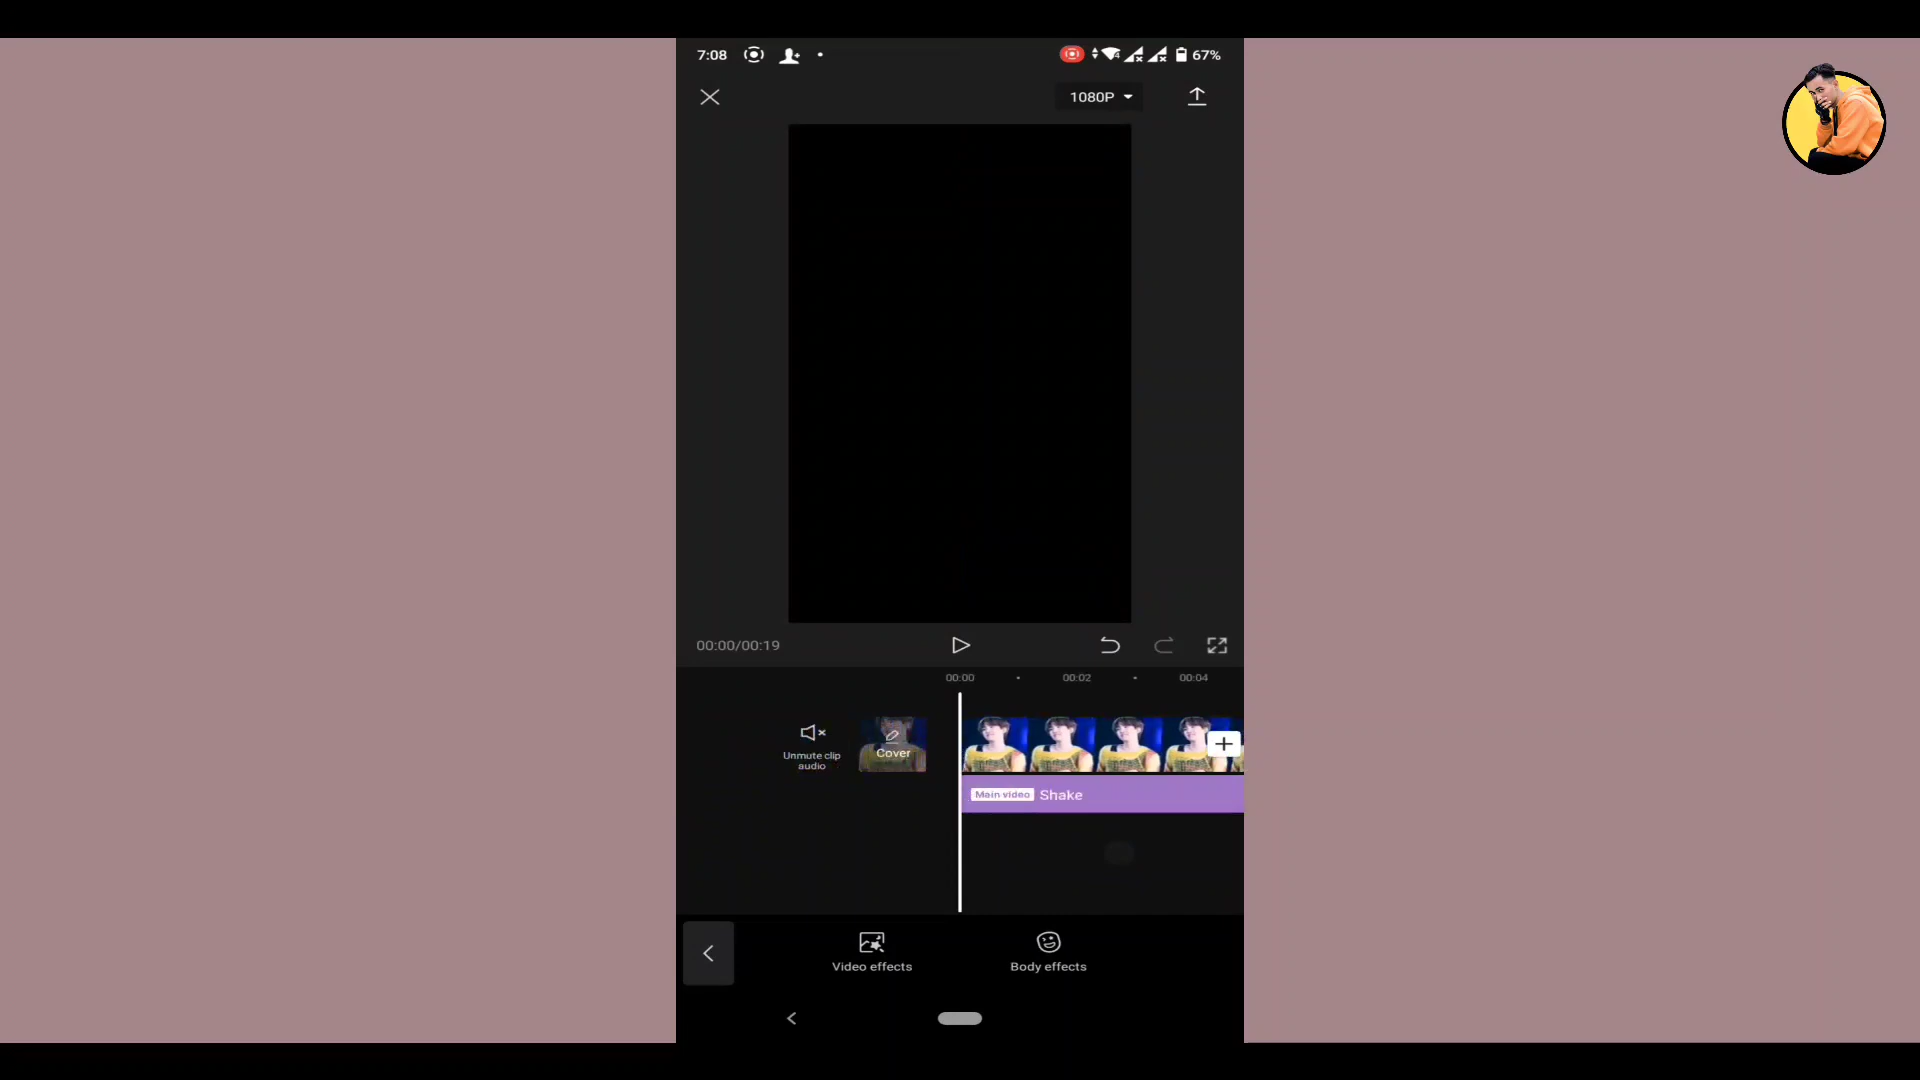 7:08
67%
1080P
00:00/00:19
00:00
00:02
00:04
Unmute clip
audio
Cover
Main video Shake
Video effects
Body effects